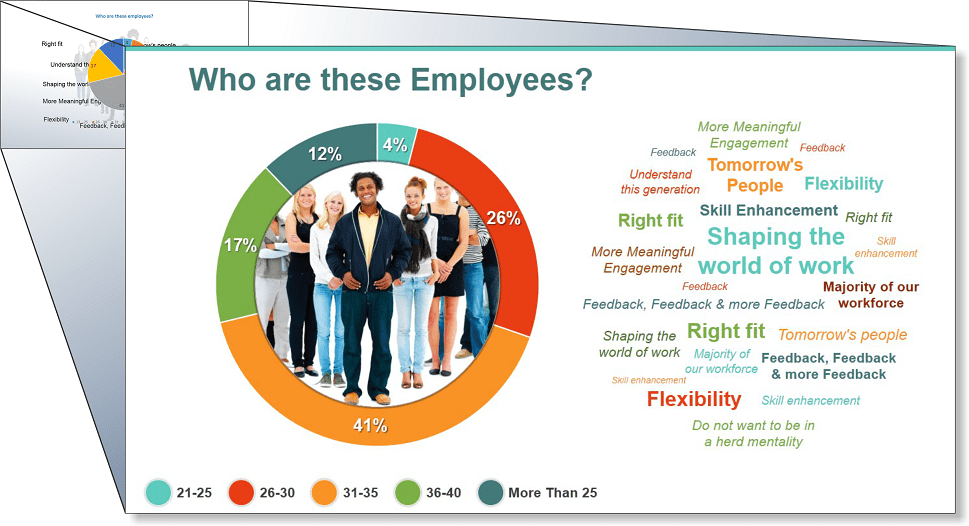 Who are these employees?
Right fit
Understand th
Shaping the worl
More Meaningful Eng
Flexibility
Feedback, Feed
Who are these Employees?
4%
12%
26%
17%
41%
More Meaningful
Engagement
Feedback
Feedback
Tomorrow's
People
Understand
this generation
Flexibility
Skill Enhancement
Right fit
Right fit
Shaping the
world of work
Skill
enhancement
More Meaningful
Engagement
Feedback
Majority of our
workforce
Feedback, Feedback & more Feedback
Shaping the
world of work
Right fit
Tomorrow's people
Majority of
our workforce
Feedback, Feedback
& more Feedback
Skill enhancement
Flexibility
Skill enhancement
Do not want to be in
a herd mentality
21-25
26-30
31-35
36-40
More Than 25